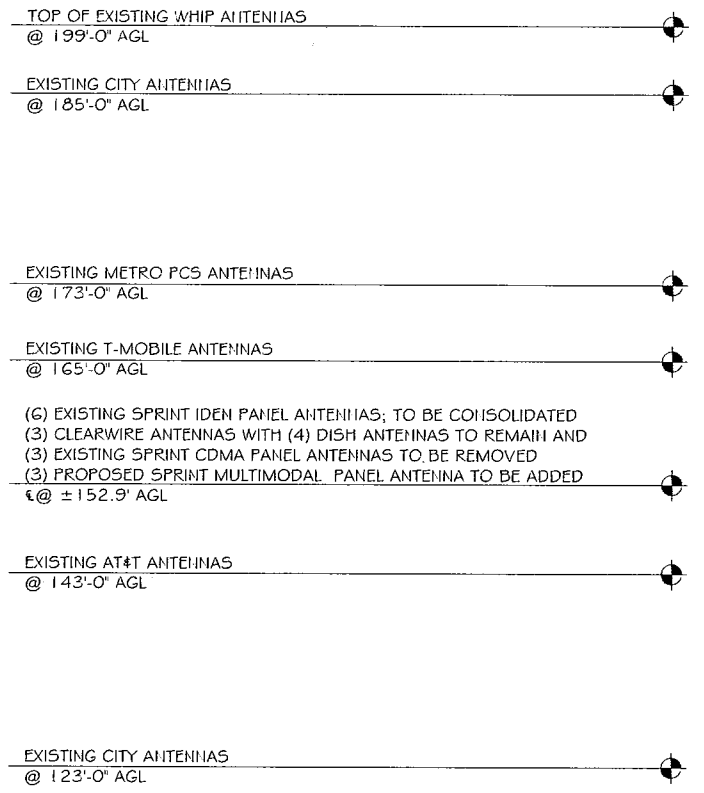 TOP OF EXISTING WHIP ANTENNAS
@ 199'-0" AGL
EXISTING CITY ANTENNAS
@ 185'-0" AGL
EXISTING METRO PCS ANTENNAS
@ 173'-0" AGL
EXISTING T-MOBILE ANTENNAS
@ 165'-0" AGL
(6) EXISTING SPRINT IDEN PANEL ANTENNAS; TO BE CONSOLIDATED
(3) CLEARWIRE ANTENNAS WITH (4) DISH ANTENNAS TO REMAIN AND
(3) EXISTING SPRINT CDMA PANEL ANTENNAS TO BE REMOVED
(3) PROPOSED SPRINT MULTIMODAL PANEL ANTENNA TO BE ADDED
℄@ ±152.9' AGL
EXISTING AT&T ANTENNAS
@ 143'-0" AGL
EXISTING CITY ANTENNAS
@ 123'-0" AGL